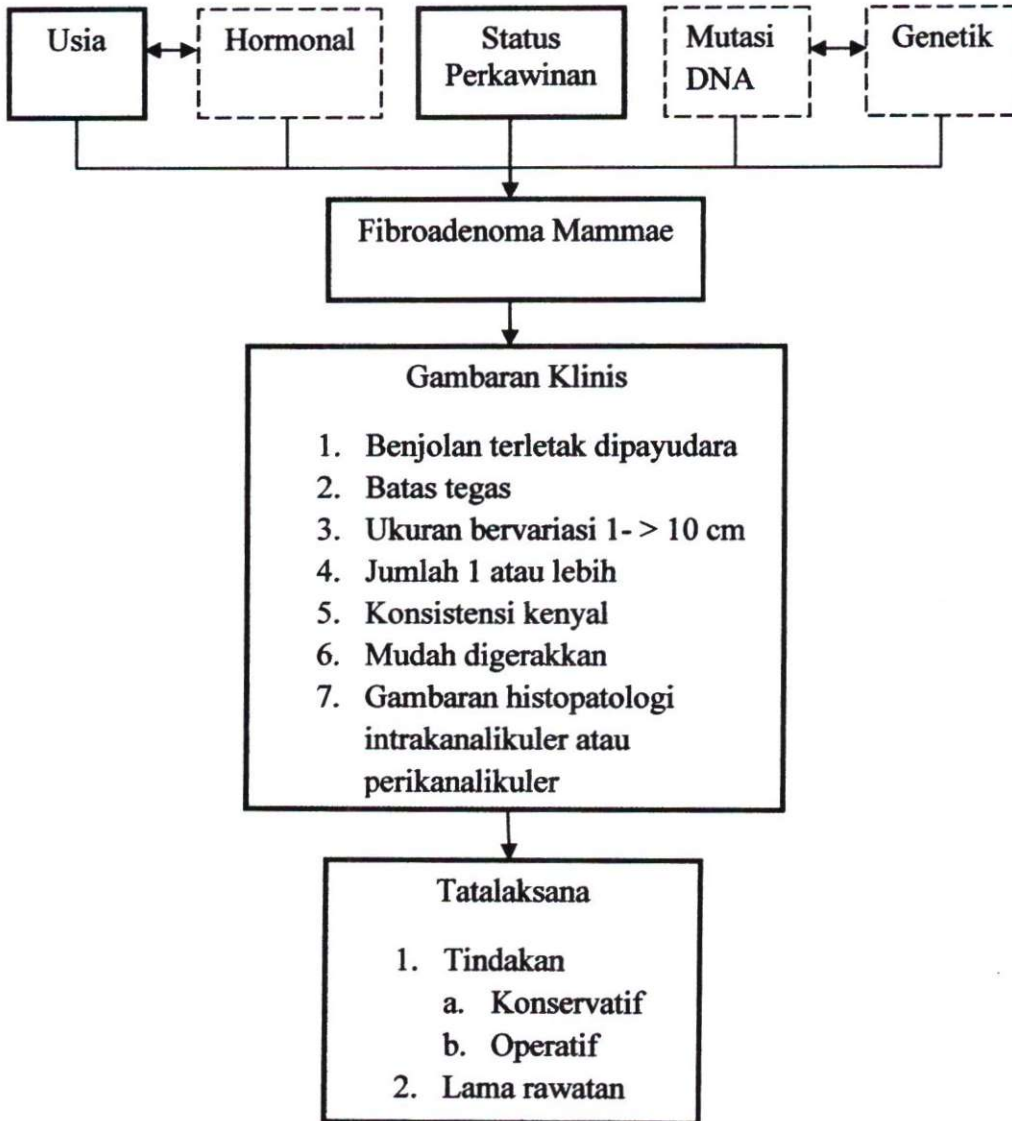 Usia
Hormonal
Status
Perkawinan
Mutasi
DNA
Genetik
Fibroadenoma Mammae
Gambaran Klinis
1. Benjolan terletak dipayudara
2. Batas tegas
3. Ukuran bervariasi 1- > 10 cm
4. Jumlah 1 atau lebih
5. Konsistensi kenyal
6. Mudah digerakkan
7. Gambaran histopatologi
intrakanalikuler atau
perikanalikuler
Tatalaksana
1. Tindakan
a. Konservatif
b. Operatif
2. Lama rawatan